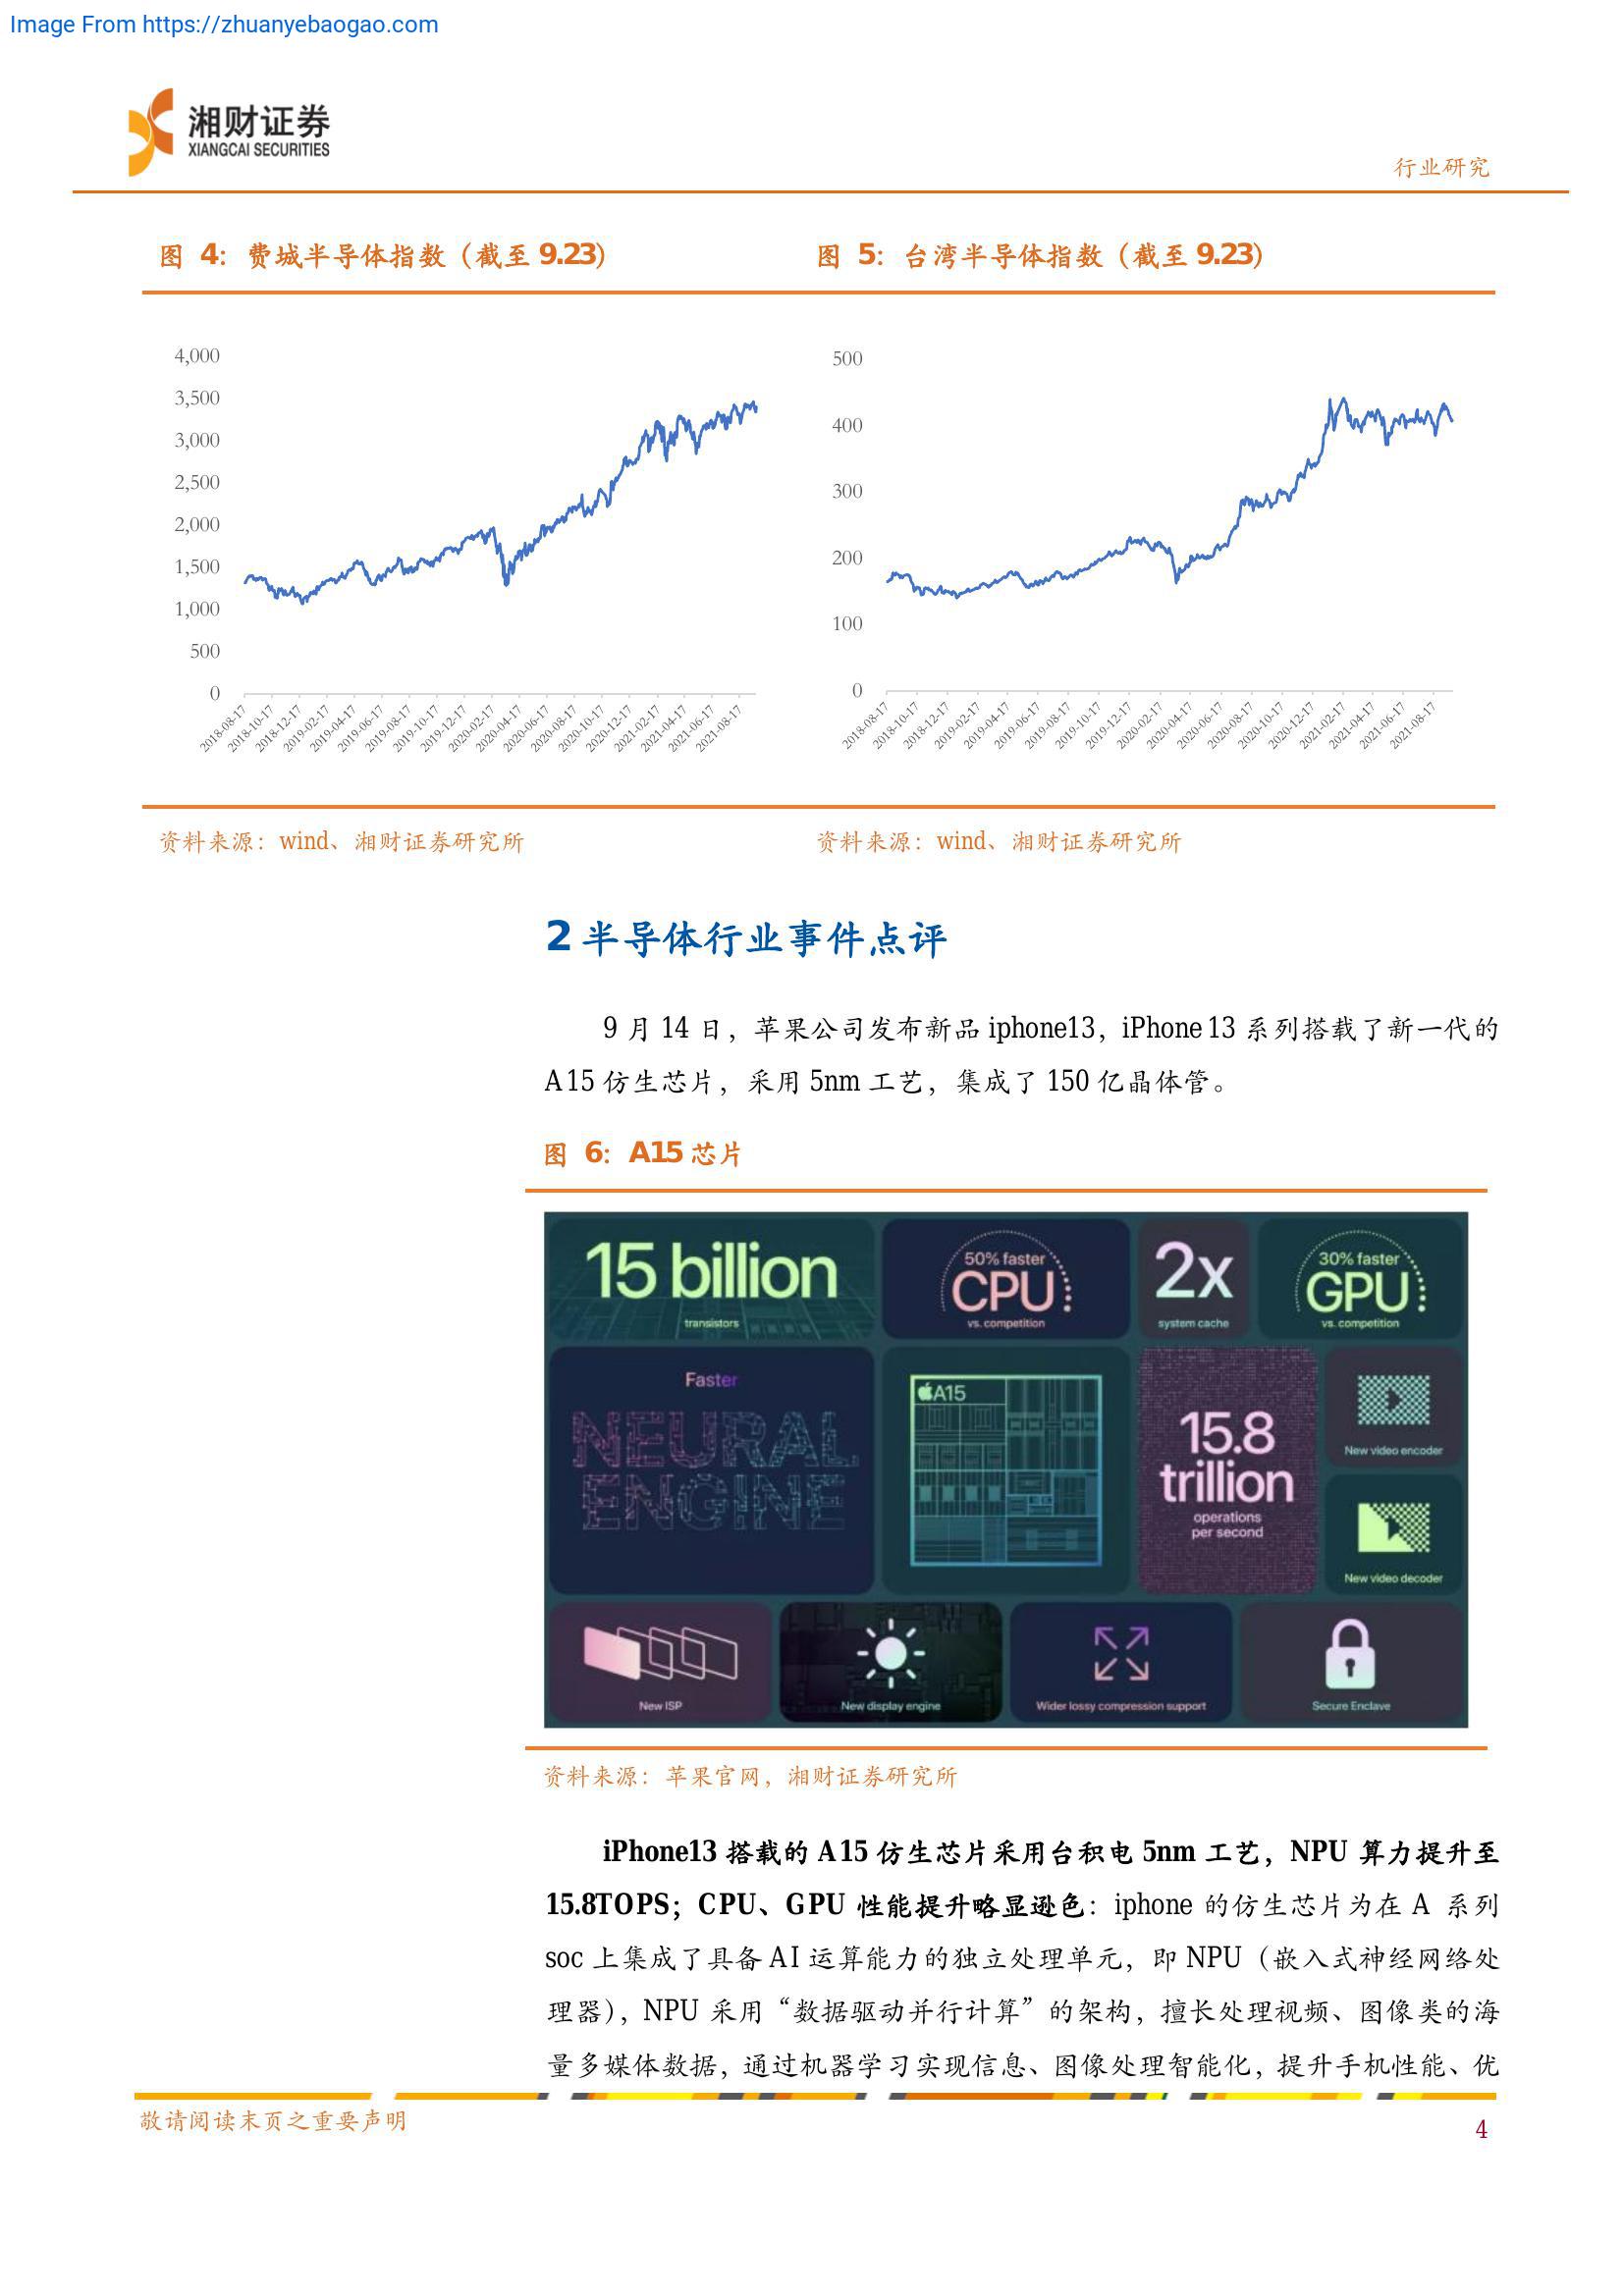 Image From https://zhuanyebaogao.com
湘财证券
XIANGCAI SECURITIES
行业研究
图 4：费城半导体指数（截至 9.23）
图 5：台湾半导体指数（截至 9.23）
4,000
3,500
3,000
2,500
2,000
1,500
1,000
500
0
2018-08-17
2018-10-17
2018-12-17
2019-02-17
2019-04-17
2019-06-17
2019-08-17
2019-10-17
2019-12-17
2020-02-17
2020-04-17
2020-06-17
2020-08-17
2020-10-17
2020-12-17
2021-02-17
2021-04-17
2021-06-17
2021-08-17
500
400
300
200
100
0
2018-08-17
2018-10-17
2018-12-17
2019-02-17
2019-04-17
2019-06-17
2019-08-17
2019-10-17
2019-12-17
2020-02-17
2020-04-17
2020-06-17
2020-08-17
2020-10-17
2020-12-17
2021-02-17
2021-04-17
2021-06-17
2021-08-17
资料来源：wind、湘财证券研究所
资料来源：wind、湘财证券研究所
2 半导体行业事件点评
9 月 14 日，苹果公司发布新品 iphone13，iPhone 13 系列搭载了新一代的
A15 仿生芯片，采用 5nm 工艺，集成了 150 亿晶体管。
图 6：A15 芯片
15 billion
transistors
50% faster
CPU
vs. competition
2x
system cache
30% faster
GPU
vs. competition
Faster
NEURAL
ENGINE
A15
15.8
trillion
operations
per second
New video encoder
New video decoder
New ISP
New display engine
Wider lossy compression support
Secure Enclave
资料来源：苹果官网，湘财证券研究所
iPhone13 搭载的 A15 仿生芯片采用台积电 5nm 工艺，NPU 算力提升至
15.8TOPS；CPU、GPU 性能提升略显逊色：iphone 的仿生芯片为在 A 系列
soc 上集成了具备 AI 运算能力的独立处理单元，即 NPU（嵌入式神经网络处
理器），NPU 采用“数据驱动并行计算”的架构，擅长处理视频、图像类的海
量多媒体数据，通过机器学习实现信息、图像处理智能化，提升手机性能、优
敬请阅读末页之重要声明
4